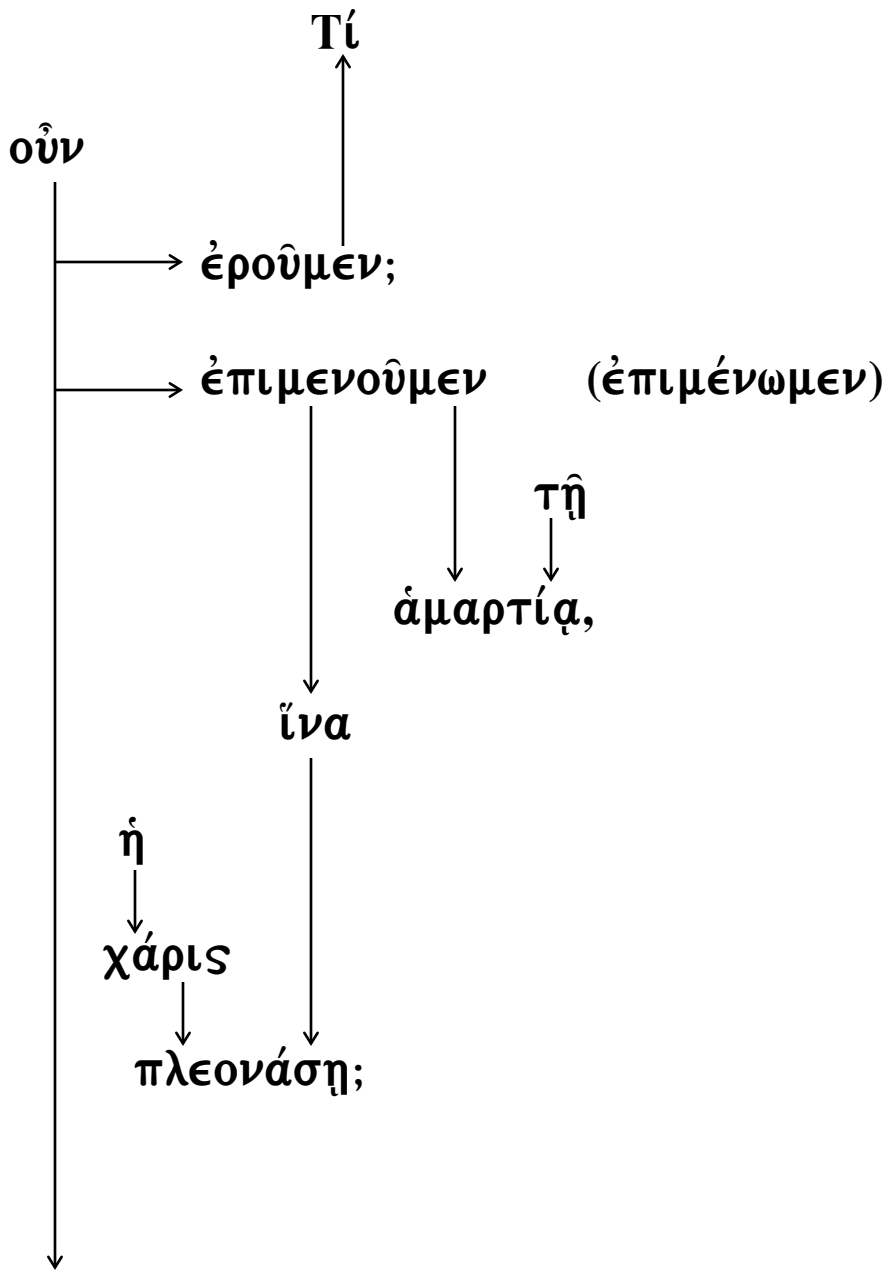 Τί
οὖν
ἐροῦμεν;
ἐπιμενοῦμεν (ἐπιμένωμεν)
τῇ
ἁμαρτίᾳ,
ἵνα
ἡ
χάρις
πλεονάσῃ;